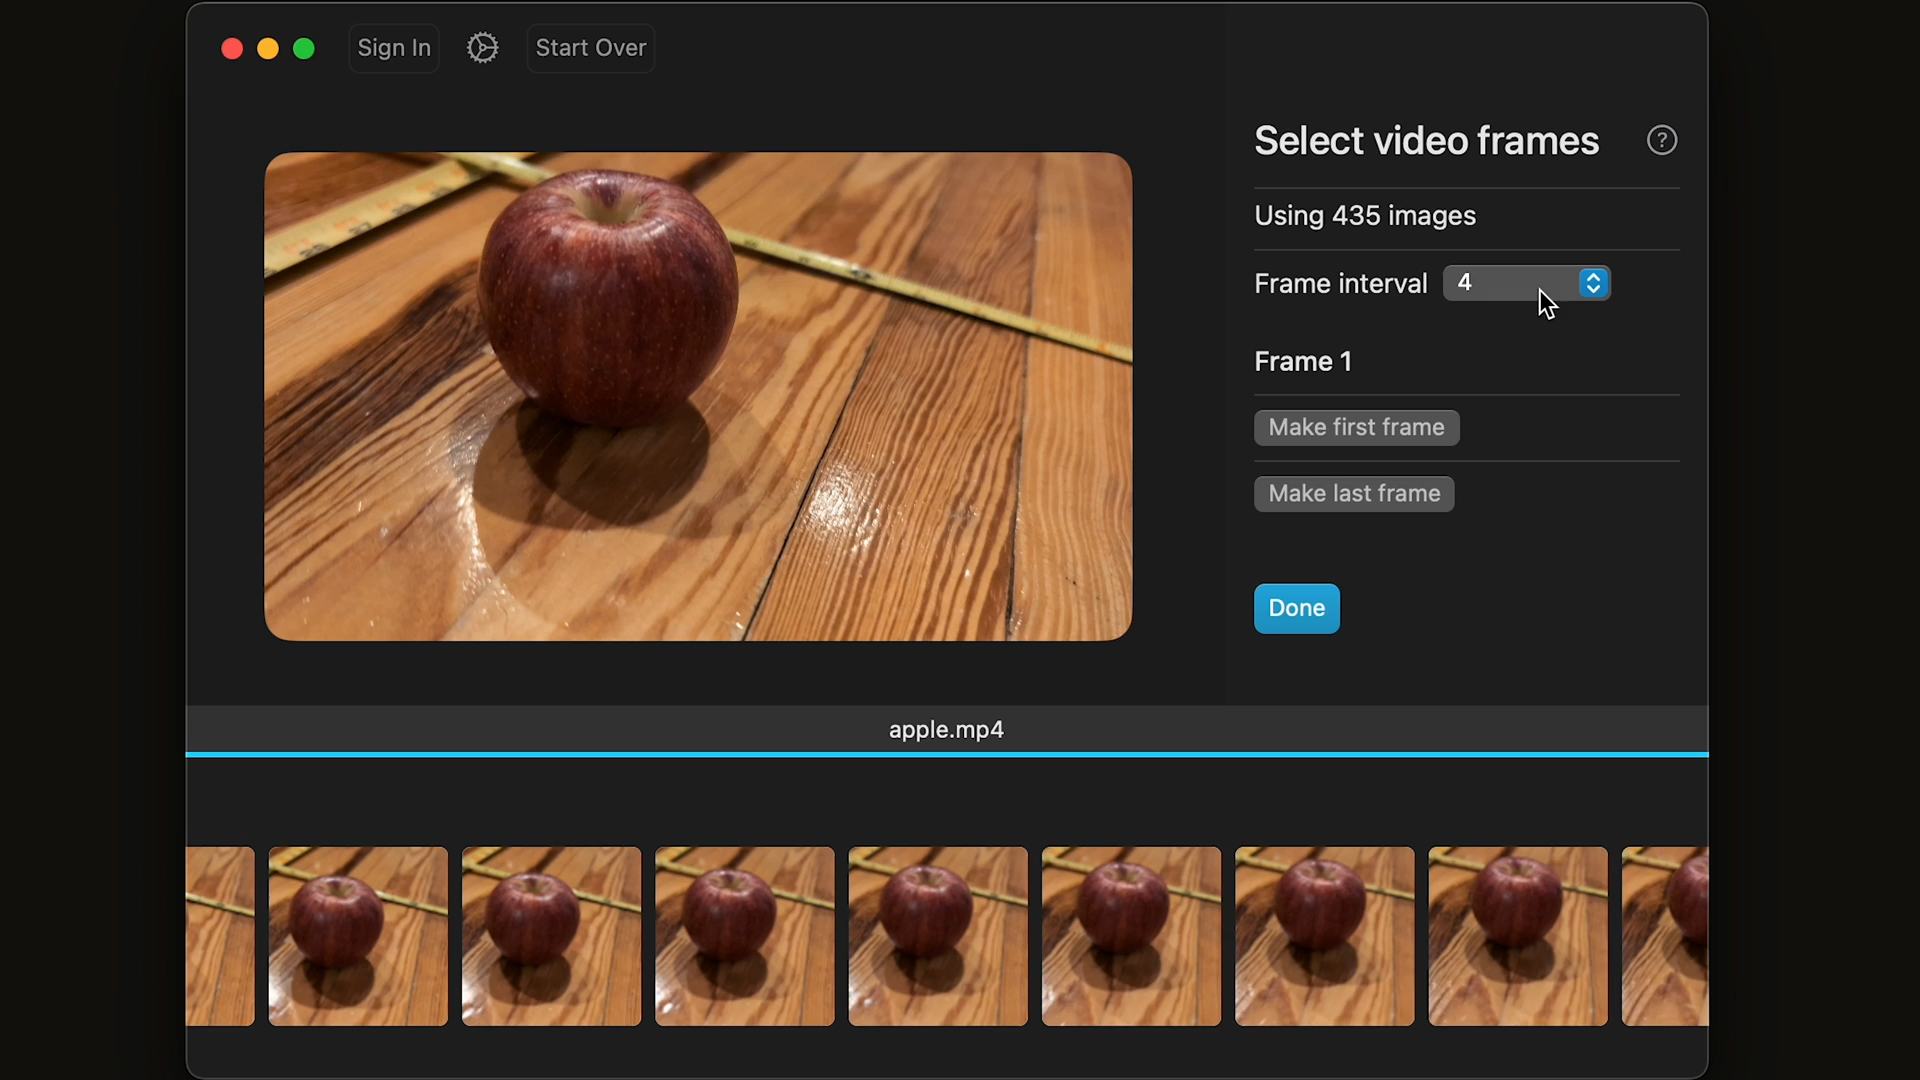 Sign In
Start Over
Select video frames
?
Using 435 images
Frame interval 4
Frame 1
Make first frame
Make last frame
Done
apple.mp4